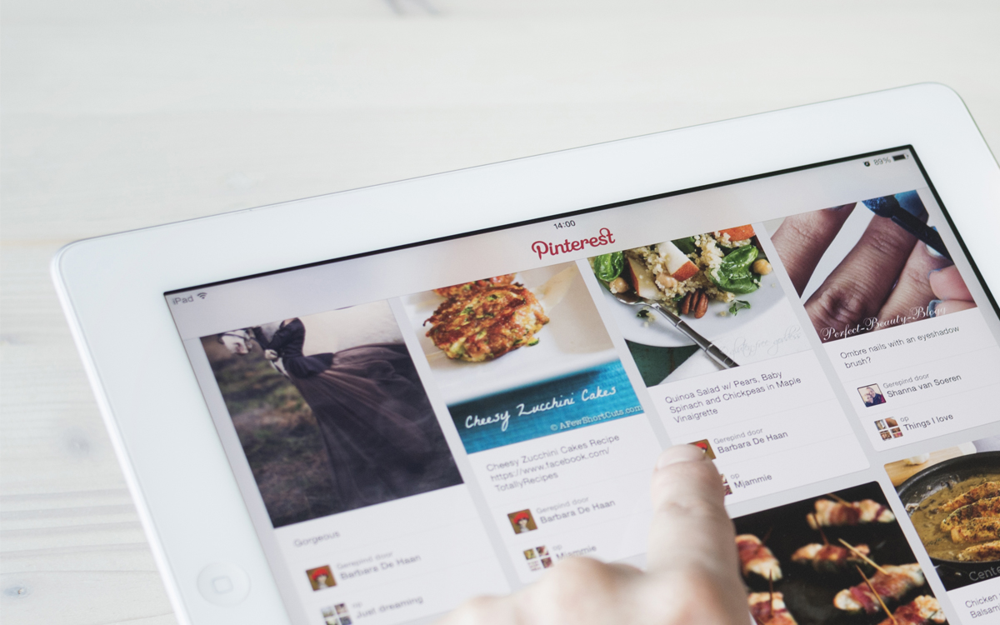 iPad
14:00
89%
Pinterest
Gorgeous
Gerepind door
Barbara De Haan
op
Just dreaming
Cheesy Zucchini Cakes
© AFewShortCuts.com
Cheesy Zucchini Cakes Recipe
https://www.facebook.com/
TotallyRecipes
Gerepind door
Barbara De Haan
op
Mjammie
Quinoa Salad w/ Pears, Baby
Spinach and Chickpeas in Maple
Vinaigrette
Gerepind door
Barbara De Haan
Mjammie
Perfect-Beauty-Blog
Ombre nails with an eyeshadow
brush?
Gerepind door
Shanna van Soeren
op
Things I love
Cente
Chicken
Balsam